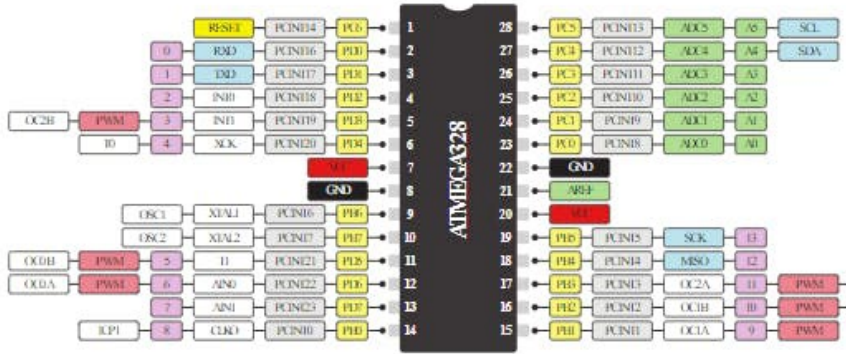 RESET PCINT14 PC6 1 28 PC5 PCINT13 ADC5 A5 SCL
0 RXD PCINT16 PD0 2 27 PC4 PCINT12 ADC4 A4 SDA
1 TXD PCINT17 PD1 3 26 PC3 PCINT11 ADC3 A3
2 INT0 PCINT18 PD2 4 25 PC2 PCINT10 ADC2 A2
OC2B PWM 3 INT1 PCINT19 PD3 5 24 PC1 PCINT9 ADC1 A1
T0 4 XCK PCINT20 PD4 6 23 PC0 PCINT8 ADC0 A0
VCC 7 22 GND
GND 8 21 AREF
OSC1 XTAL1 PCINT6 PB6 9 20 VCC
OSC2 XTAL2 PCINT7 PB7 10 19 PB5 PCINT5 SCK 13
OC0B PWM 5 T1 PCINT21 PD5 11 18 PB4 PCINT4 MISO 12
OC0A PWM 6 AIN0 PCINT22 PD6 12 17 PB3 PCINT3 OC2A 11 PWM
7 AIN1 PCINT23 PD7 13 16 PB2 PCINT2 OC1B 10 PWM
ICP1 8 CLKO PCINT0 PB0 14 15 PB1 PCINT1 OC1A 9 PWM
ATMEGA328